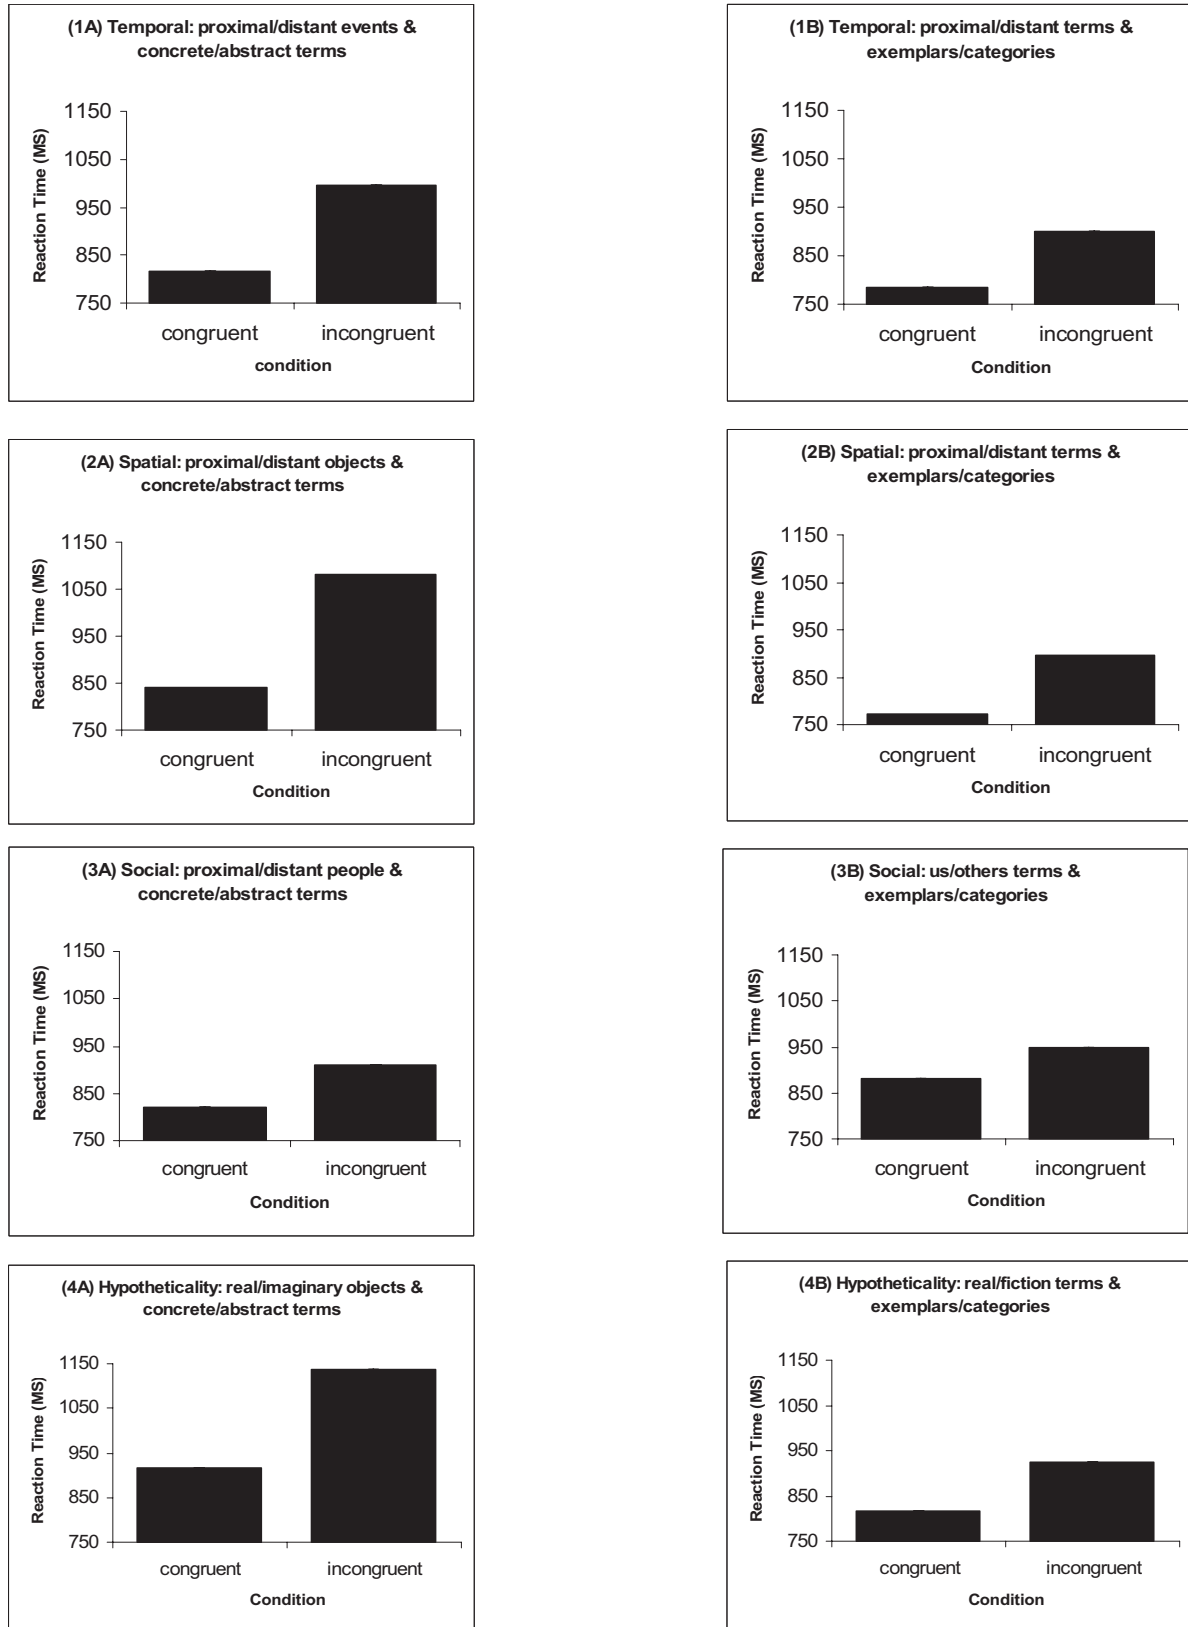 (1A) Temporal: proximal/distant events &
concrete/abstract terms
Reaction Time (MS)
1150
1050
950
850
750
congruent
incongruent
condition
(1B) Temporal: proximal/distant terms &
exemplars/categories
Reaction Time (MS)
1150
1050
950
850
750
congruent
incongruent
Condition
(2A) Spatial: proximal/distant objects &
concrete/abstract terms
Reaction Time (MS)
1150
1050
950
850
750
congruent
incongruent
Condition
(2B) Spatial: proximal/distant terms &
exemplars/categories
Reaction Time (MS)
1150
1050
950
850
750
congruent
incongruent
Condition
(3A) Social: proximal/distant people &
concrete/abstract terms
Reaction Time (MS)
1150
1050
950
850
750
congruent
incongruent
Condition
(3B) Social: us/others terms &
exemplars/categories
Reaction Time (MS)
1150
1050
950
850
750
congruent
incongruent
Condition
(4A) Hypotheticality: real/imaginary objects &
concrete/abstract terms
Reaction Time (MS)
1150
1050
950
850
750
congruent
incongruent
Condition
(4B) Hypotheticality: real/fiction terms &
exemplars/categories
Reaction Time (MS)
1150
1050
950
850
750
congruent
incongruent
Condition